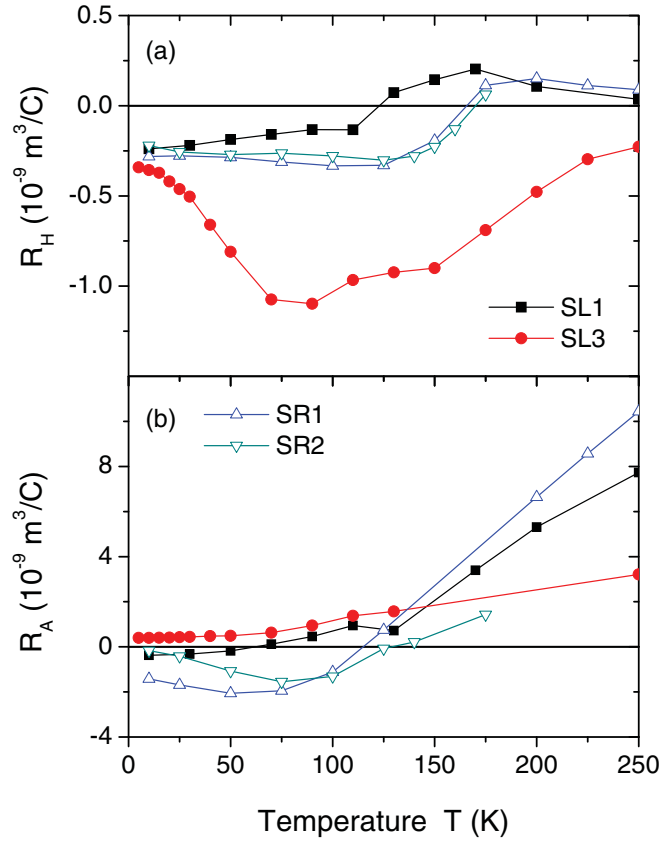 (a)
0.5
0.0
-0.5
-1.0
R_H (10^-9 m^3/C)
SL1
SL3
(b)
SR1
SR2
8
4
0
-4
R_A (10^-9 m^3/C)
0 50 100 150 200 250
Temperature T (K)